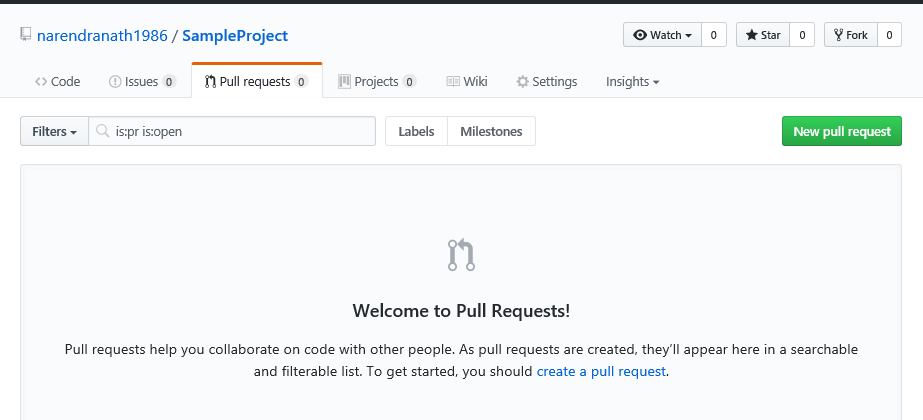 narendranath1986 / SampleProject
Watch 0 Star 0 Fork 0
Code Issues 0 Pull requests 0 Projects 0 Wiki Settings Insights
Filters is:pr is:open Labels Milestones New pull request
Welcome to Pull Requests!
Pull requests help you collaborate on code with other people. As pull requests are created, they’ll appear here in a searchable
and filterable list. To get started, you should create a pull request.